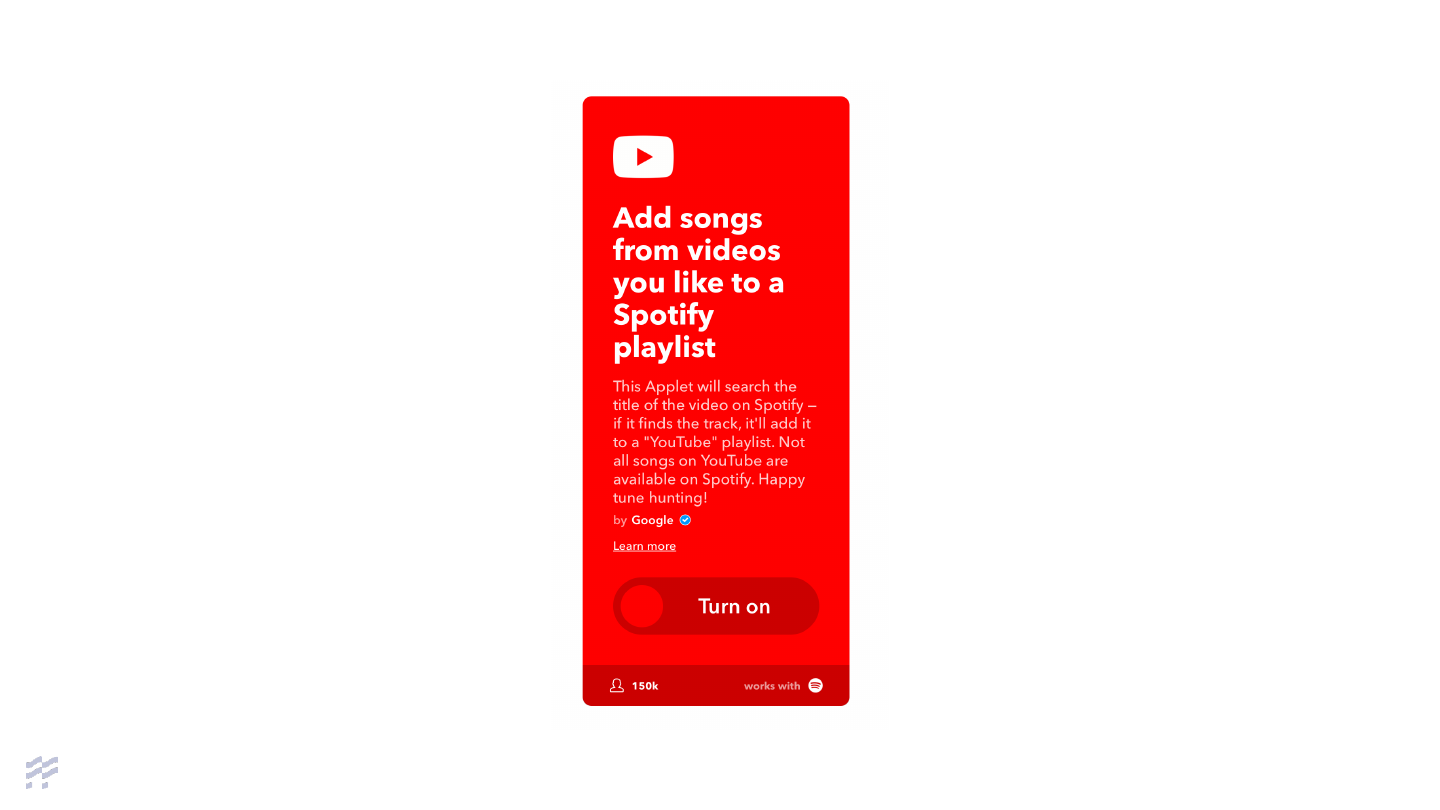 Add songs
from videos
you like to a
Spotify
playlist
This Applet will search the
title of the video on Spotify –
if it finds the track, it'll add it
to a "YouTube" playlist. Not
all songs on YouTube are
available on Spotify. Happy
tune hunting!
by Google
Learn more
Turn on
150k works with